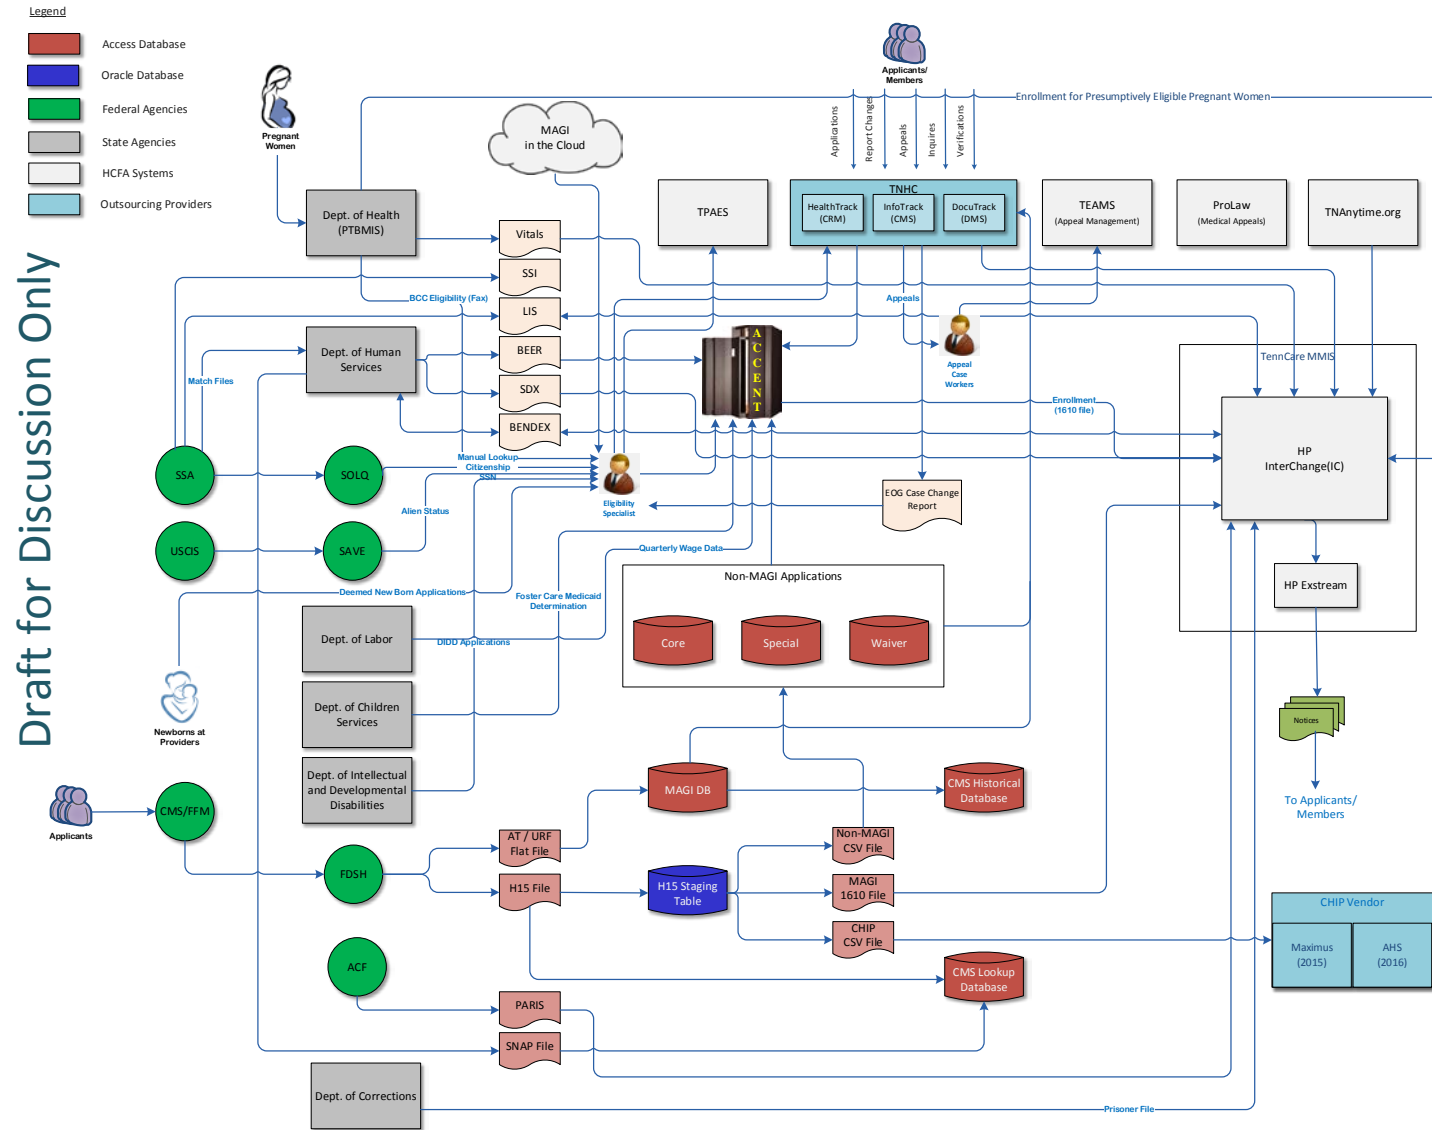 Legend
Access Database
Oracle Database
Federal Agencies
State Agencies
HCFA Systems
Outsourcing Providers
Draft for Discussion Only
Pregnant
Women
MAGI
in the Cloud
Applicants/
Members
Enrollment for Presumptively Eligible Pregnant Women
Applications
Report Changes
Appeals
Inquires
Verifications
Dept. of Health
(PTBMIS)
TPAES
TNHC
HealthTrack
(CRM)
InfoTrack
(CMS)
DocuTrack
(DMS)
TEAMS
(Appeal Management)
ProLaw
(Medical Appeals)
TNAnytime.org
Vitals
SSI
BCC Eligibility (Fax)
LIS
Appeals
BEER
SDX
BENDEX
Dept. of Human
Services
Match Files
ACCENT
Appeal
Case
Workers
TennCare MMIS
Enrollment
(1610 file)
HP
InterChange(IC)
SSA
SOLQ
Manual Lookup
Citizenship
SSN
Alien Status
Eligibility
Specialist
EOG Case Change
Report
USCIS
SAVE
Quarterly Wage Data
Non-MAGI Applications
Core
Special
Waiver
HP Exstream
Deemed New Born Applications
Foster Care Medicaid
Determination
Dept. of Labor
DIDD Applications
Dept. of Children
Services
Newborns at
Providers
Notices
Dept. of Intellectual
and Developmental
Disabilities
MAGI DB
CMS Historical
Database
To Applicants/
Members
Applicants
CMS/FFM
AT / URF
Flat File
Non-MAGI
CSV File
FDSH
H15 File
H15 Staging
Table
MAGI
1610 File
CHIP
CSV File
CHIP Vendor
Maximus
(2015)
AHS
(2016)
ACF
CMS Lookup
Database
PARIS
SNAP File
Dept. of Corrections
Prisoner File